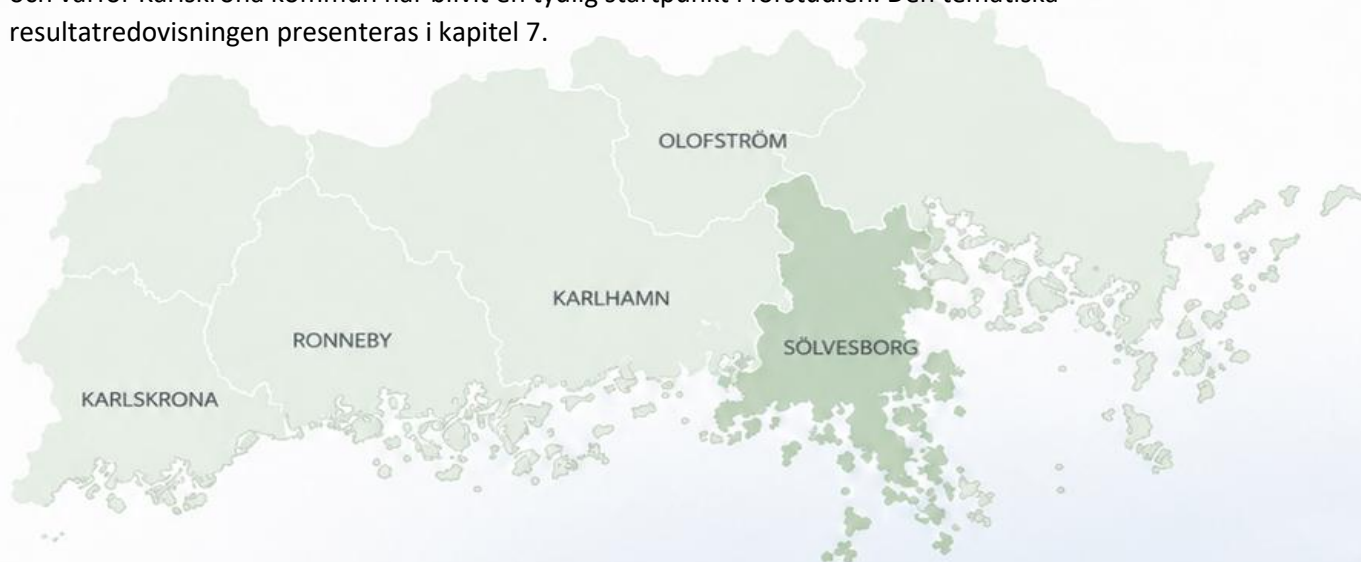 och varför Karlskrona kommun har blivit en tydlig startpunkt i förstudien. Den tematiska
resultatredovisningen presenteras i kapitel 7.
OLOFSTRÖM
KARLHAMN
RONNEBY
SÖLVESBORG
KARLSKRONA